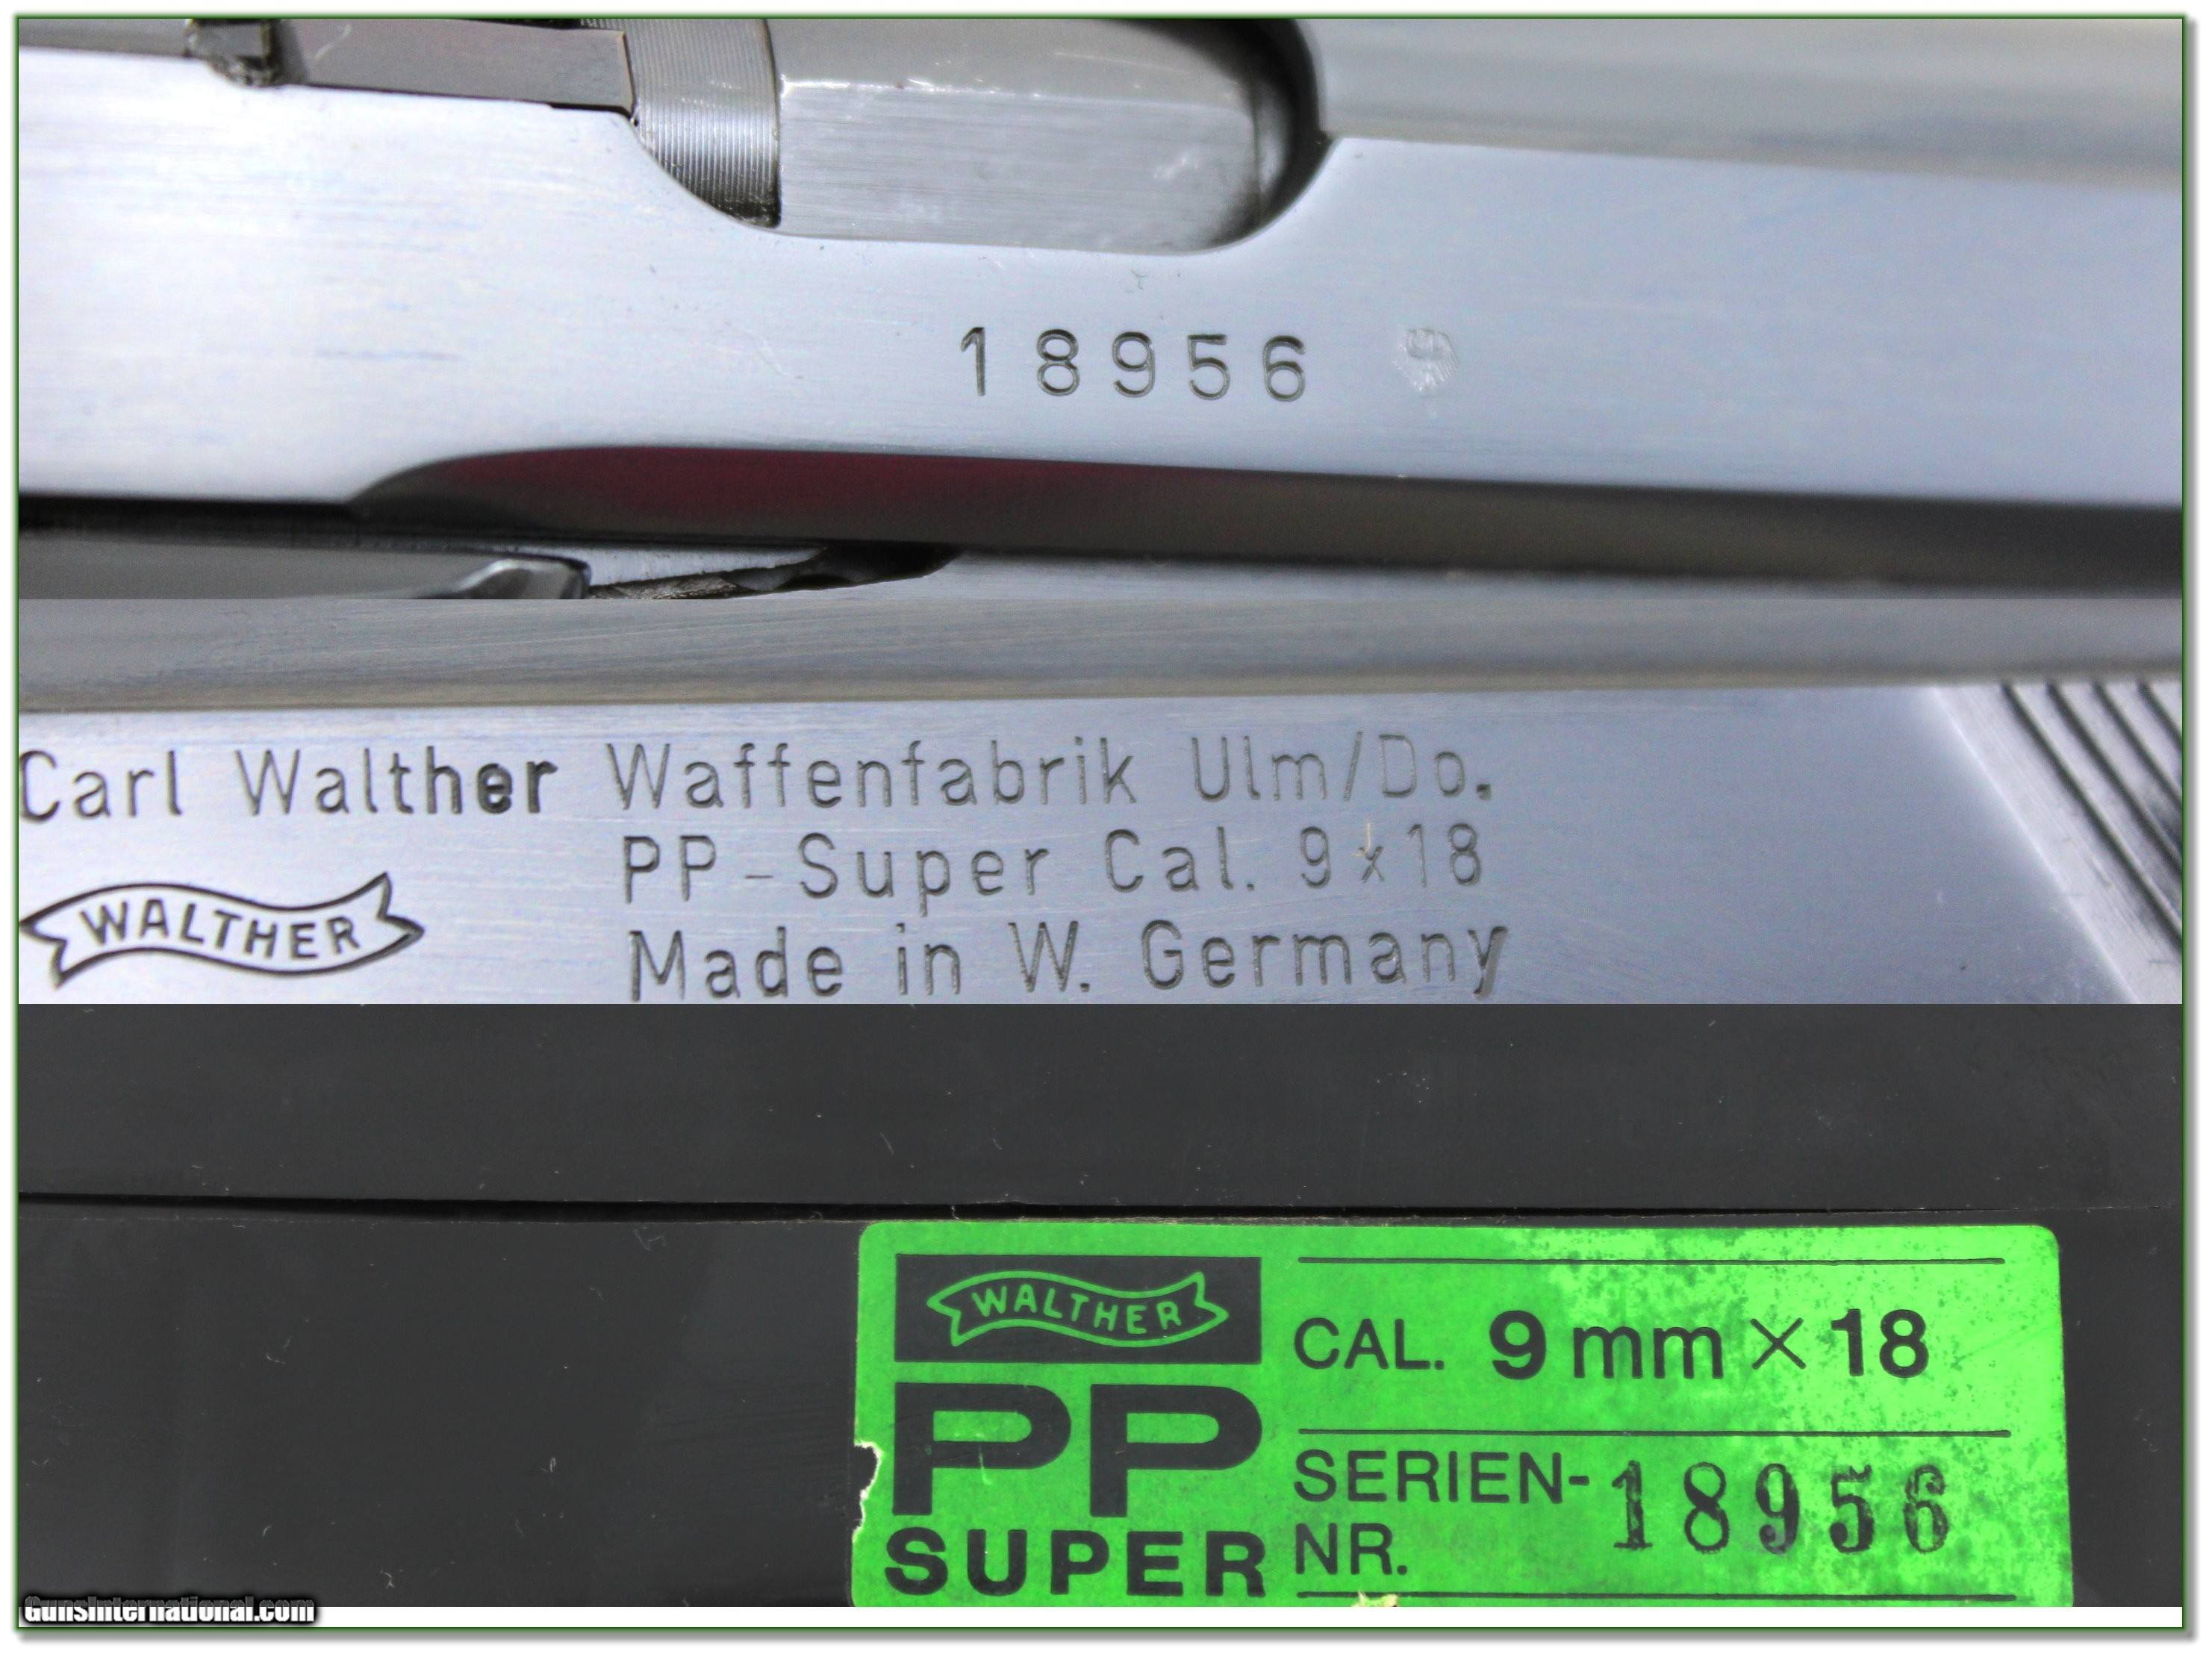 18956
Carl Walther Waffenfabrik Ulm/Do.
PP-Super Cal. 9x18
WALTHER
Made in W. Germany
WALTHER
PP
SUPER
CAL. 9 mm × 18
SERIEN-
NR.
18956
GunsInternational.com